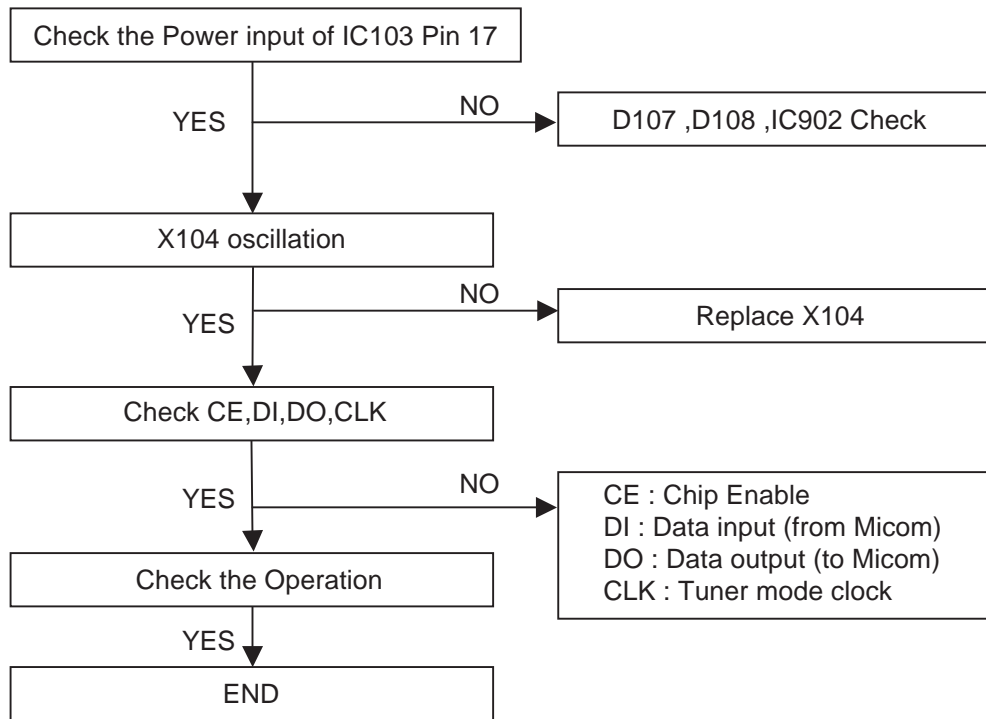 Check the Power input of IC103 Pin 17
NO
YES
D107 ,D108 ,IC902 Check
X104 oscillation
NO
YES
Replace X104
Check CE,DI,DO,CLK
NO
YES
CE : Chip Enable
DI : Data input (from Micom)
DO : Data output (to Micom)
CLK : Tuner mode clock
Check the Operation
YES
END